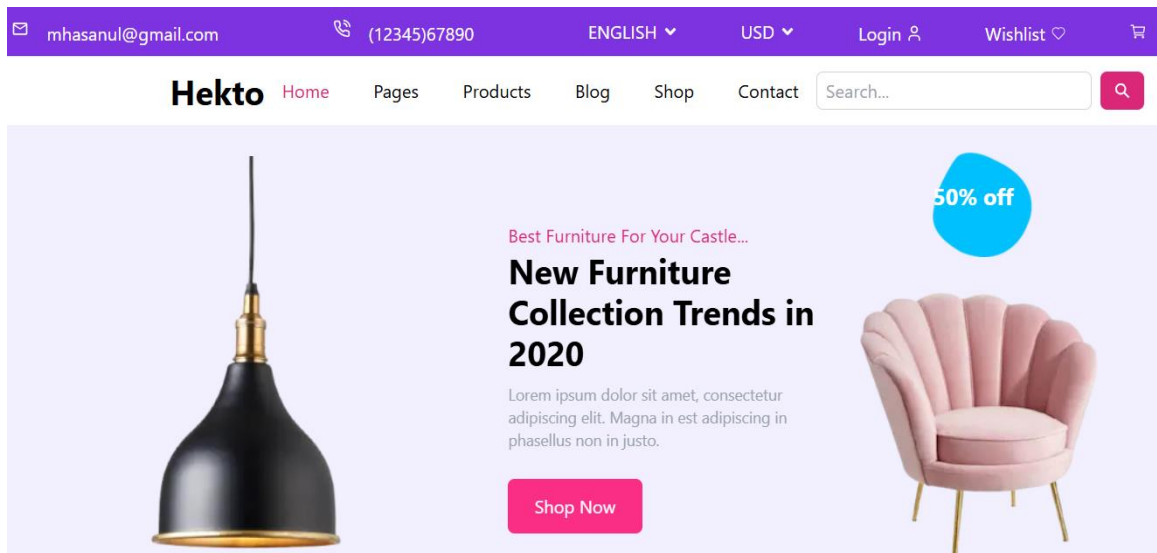 mhasanul@gmail.com (12345)67890 ENGLISH USD Login Wishlist
Hekto Home Pages Products Blog Shop Contact Search...
50% off
Best Furniture For Your Castle...
New Furniture
Collection Trends in
2020
Lorem ipsum dolor sit amet, consectetur
adipiscing elit. Magna in est adipiscing in
phasellus non in justo.
Shop Now